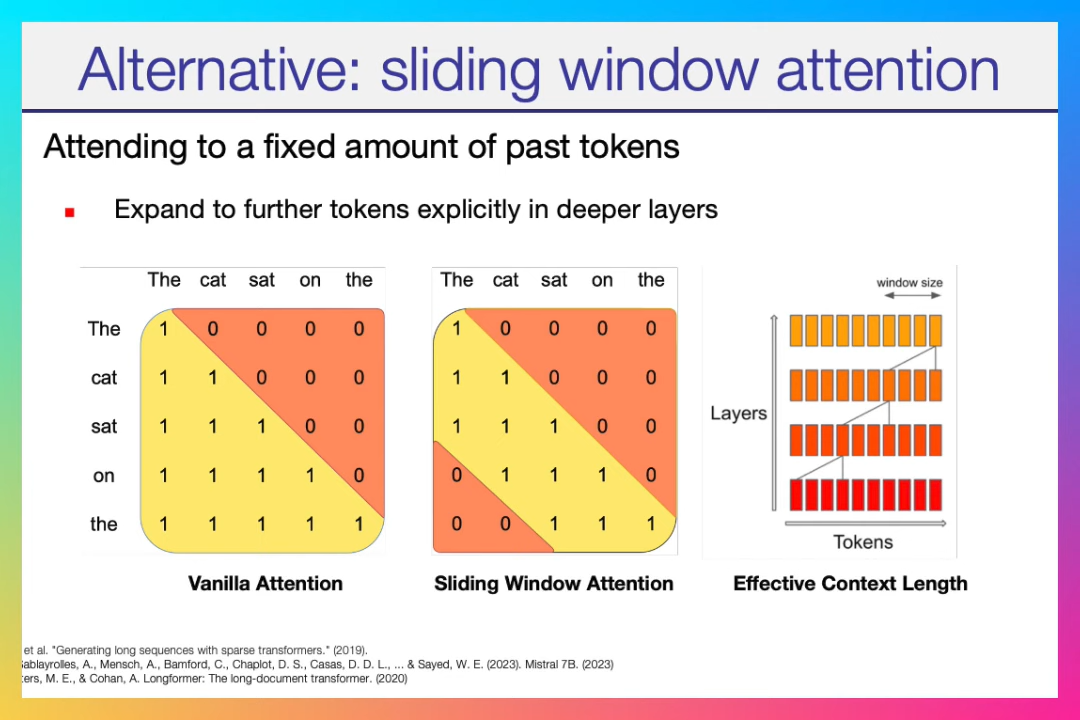 Alternative: sliding window attention
Attending to a fixed amount of past tokens
Expand to further tokens explicitly in deeper layers
The cat sat on the
The 1 0 0 0 0
cat 1 1 0 0 0
sat 1 1 1 0 0
on 1 1 1 1 0
the 1 1 1 1 1
Vanilla Attention
The cat sat on the
1 0 0 0 0
1 1 0 0 0
1 1 1 0 0
0 1 1 1 0
0 0 1 1 1
Sliding Window Attention
window size
Layers
Tokens
Effective Context Length
et al. "Generating long sequences with sparse transformers." (2019).
A., Mensch, A., Bamford, C., Chaplot, D. S., Casas, D. D. L., ... & Sayed, W. E. (2023). Mistral 7B. (2023)
M. E., & Cohan, A. Longformer: The long-document transformer. (2020)